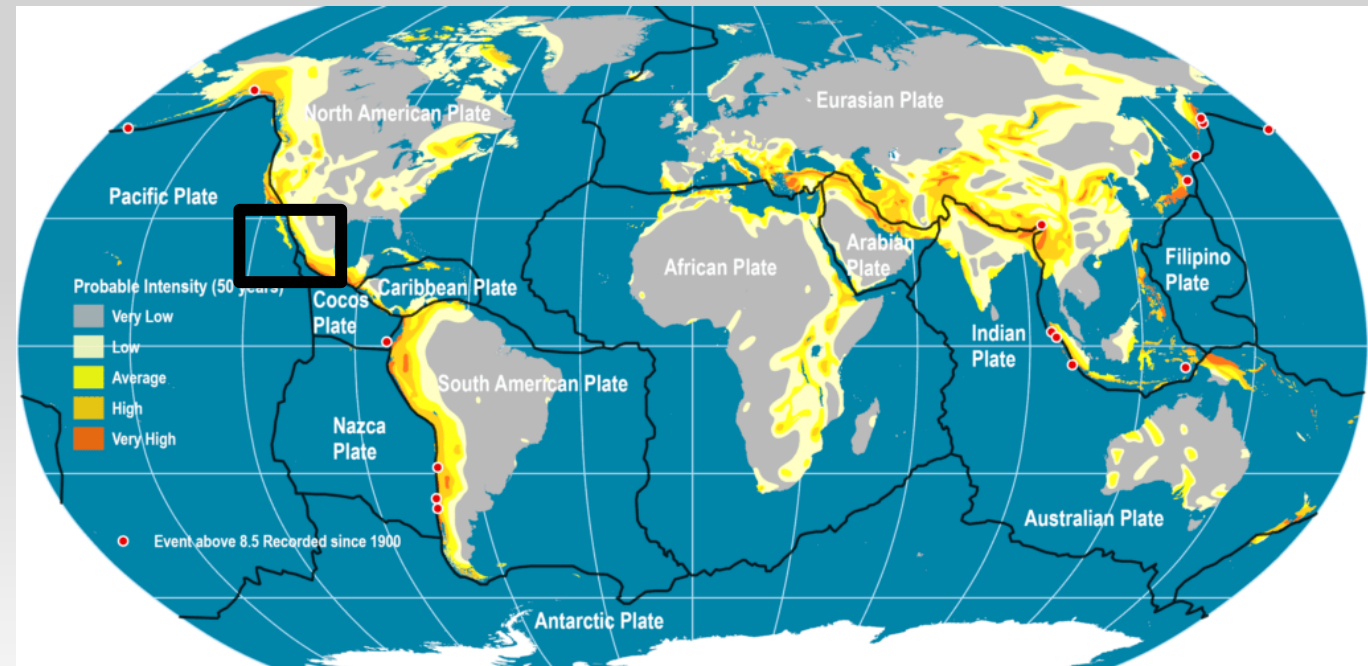 North American Plate
Eurasian Plate
Pacific Plate
Arabian
Plate
African Plate
Filipino
Plate
Probable Intensity (50 years)
Caribbean Plate
Cocos
Plate
Very Low
Low
Average
High
Very High
Indian
Plate
South American Plate
Nazca
Plate
Australian Plate
Event above 8.5 Recorded since 1900
Antarctic Plate